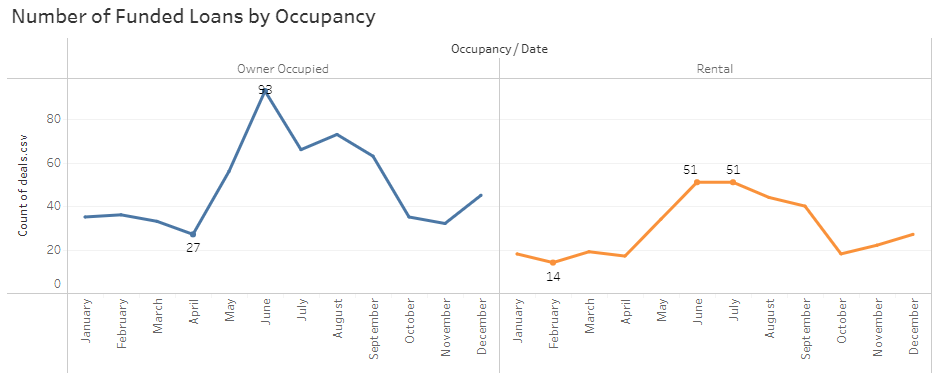 Number of Funded Loans by Occupancy
Occupancy / Date
Owner Occupied
Rental
Count of deals.csv
80
60
40
20
0
93
27
51
51
14
January
February
March
April
May
June
July
August
September
October
November
December
January
February
March
April
May
June
July
August
September
October
November
December